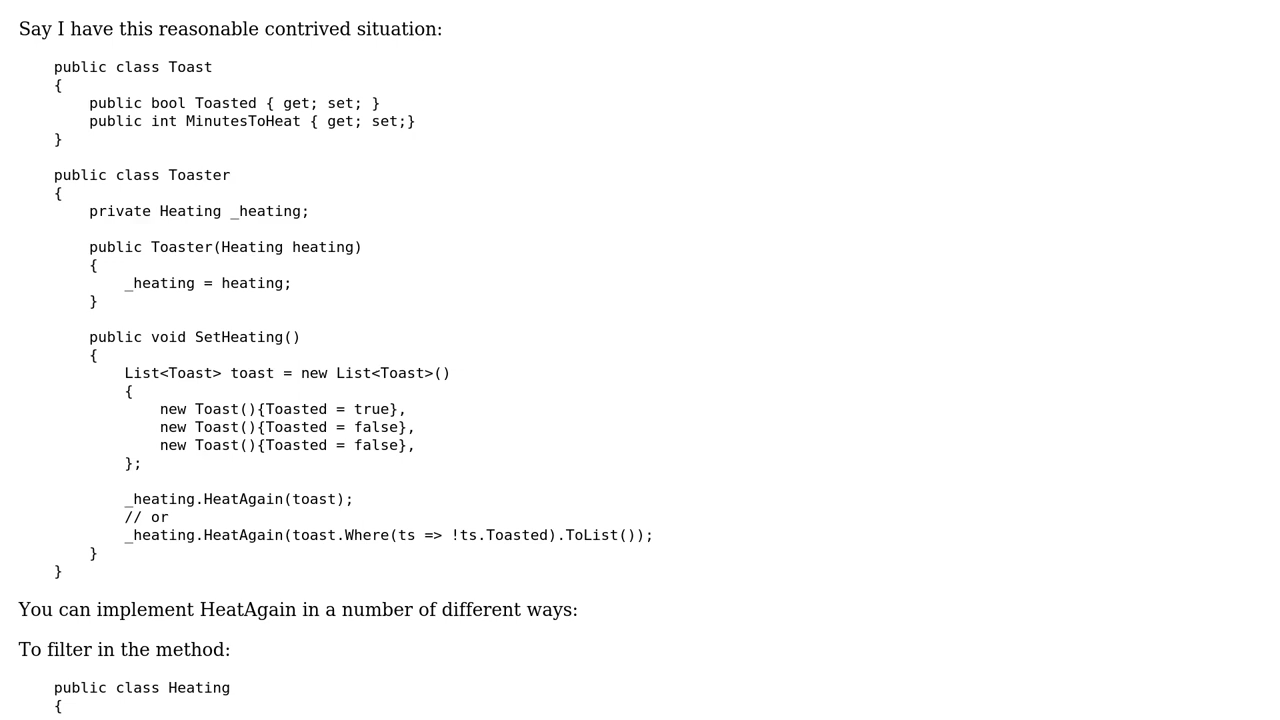 Say I have this reasonable contrived situation:
public class Toast
{
public bool Toasted { get; set; }
public int MinutesToHeat { get; set;}
}
public class Toaster
{
private Heating _heating;
public Toaster(Heating heating)
{
_heating = heating;
}
public void SetHeating()
{
List<Toast> toast = new List<Toast>()
{
new Toast(){Toasted = true},
new Toast(){Toasted = false},
new Toast(){Toasted = false},
};
_heating.HeatAgain(toast);
// or
_heating.HeatAgain(toast.Where(ts => !ts.Toasted).ToList());
}
}
You can implement HeatAgain in a number of different ways:
To filter in the method:
public class Heating
{